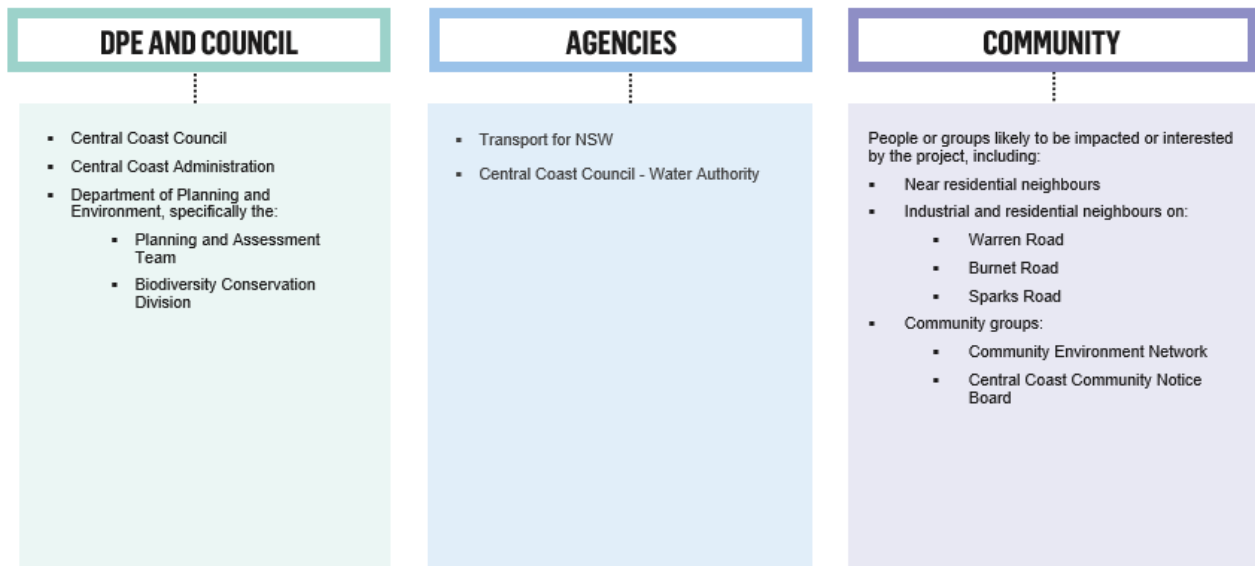 DPE AND COUNCIL
▪ Central Coast Council
▪ Central Coast Administration
▪ Department of Planning and
Environment, specifically the:
▪ Planning and Assessment
Team
▪ Biodiversity Conservation
Division
AGENCIES
▪ Transport for NSW
▪ Central Coast Council - Water Authority
COMMUNITY
People or groups likely to be impacted or interested
by the project, including:
▪ Near residential neighbours
▪ Industrial and residential neighbours on:
▪ Warren Road
▪ Burnet Road
▪ Sparks Road
▪ Community groups:
▪ Community Environment Network
▪ Central Coast Community Notice
Board